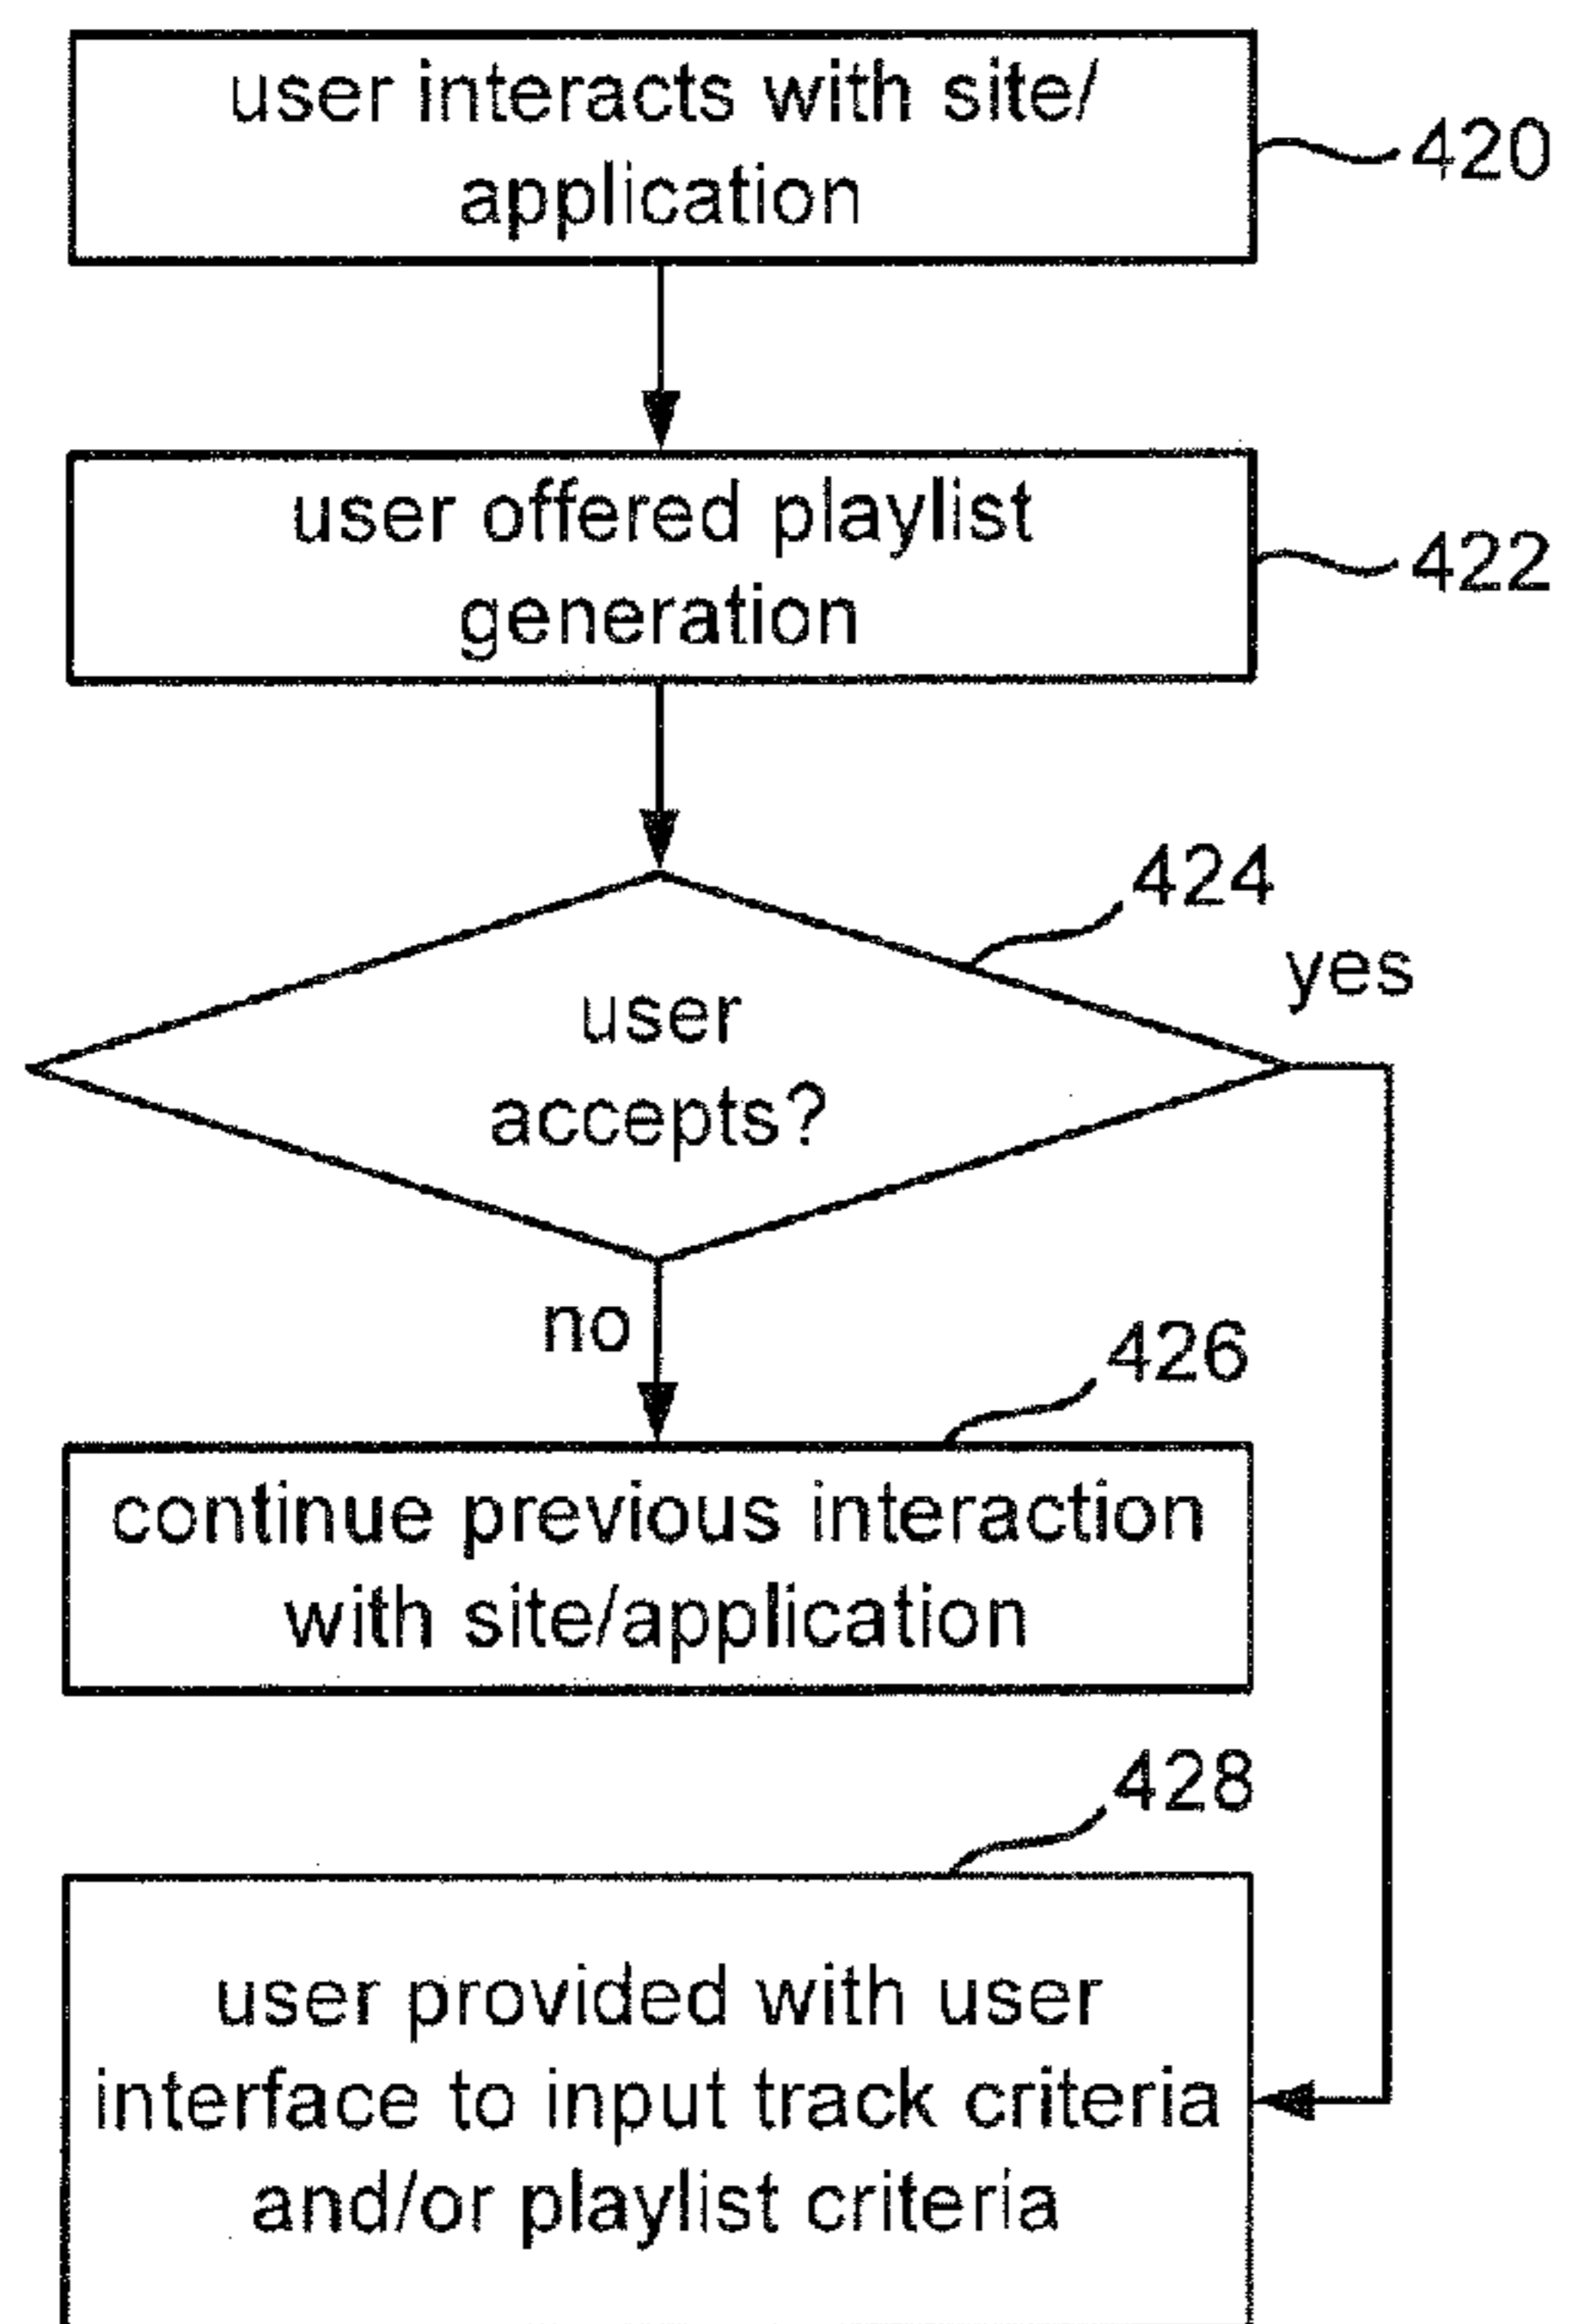 user interacts with site/
application
420
user offered playlist
generation
422
424
yes
user
accepts?
no
426
continue previous interaction
with site/application
428
user provided with user
interface to input track criteria
and/or playlist criteria